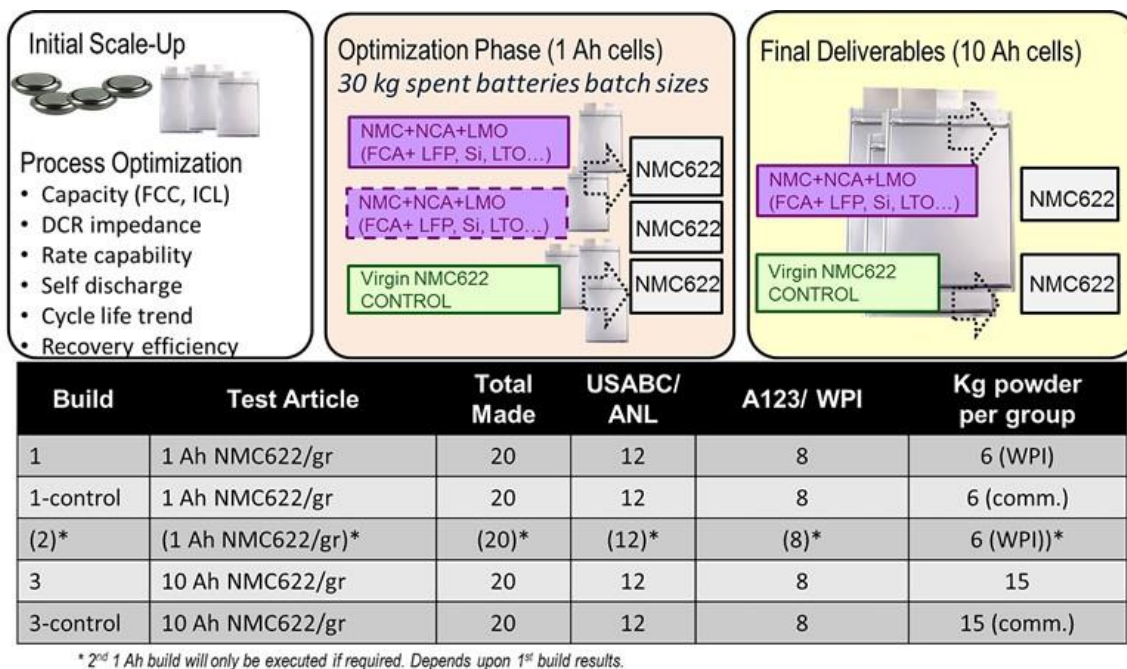 Initial Scale-Up
Process Optimization
• Capacity (FCC, ICL)
• DCR impedance
• Rate capability
• Self discharge
• Cycle life trend
• Recovery efficiency
Optimization Phase (1 Ah cells)
30 kg spent batteries batch sizes
NMC+NCA+LMO
(FCA+ LFP, Si, LTO...)
NMC622
NMC+NCA+LMO
(FCA+ LFP, Si, LTO...)
NMC622
Virgin NMC622
CONTROL
NMC622
Final Deliverables (10 Ah cells)
NMC+NCA+LMO
(FCA+ LFP, Si, LTO...)
NMC622
Virgin NMC622
CONTROL
NMC622
Build Test Article Total Made USABC/ ANL A123/ WPI Kg powder per group
1 1 Ah NMC622/gr 20 12 8 6 (WPI)
1-control 1 Ah NMC622/gr 20 12 8 6 (comm.)
(2)* (1 Ah NMC622/gr)* (20)* (12)* (8)* 6 (WPI))*
3 10 Ah NMC622/gr 20 12 8 15
3-control 10 Ah NMC622/gr 20 12 8 15 (comm.)
* 2nd 1 Ah build will only be executed if required. Depends upon 1st build results.